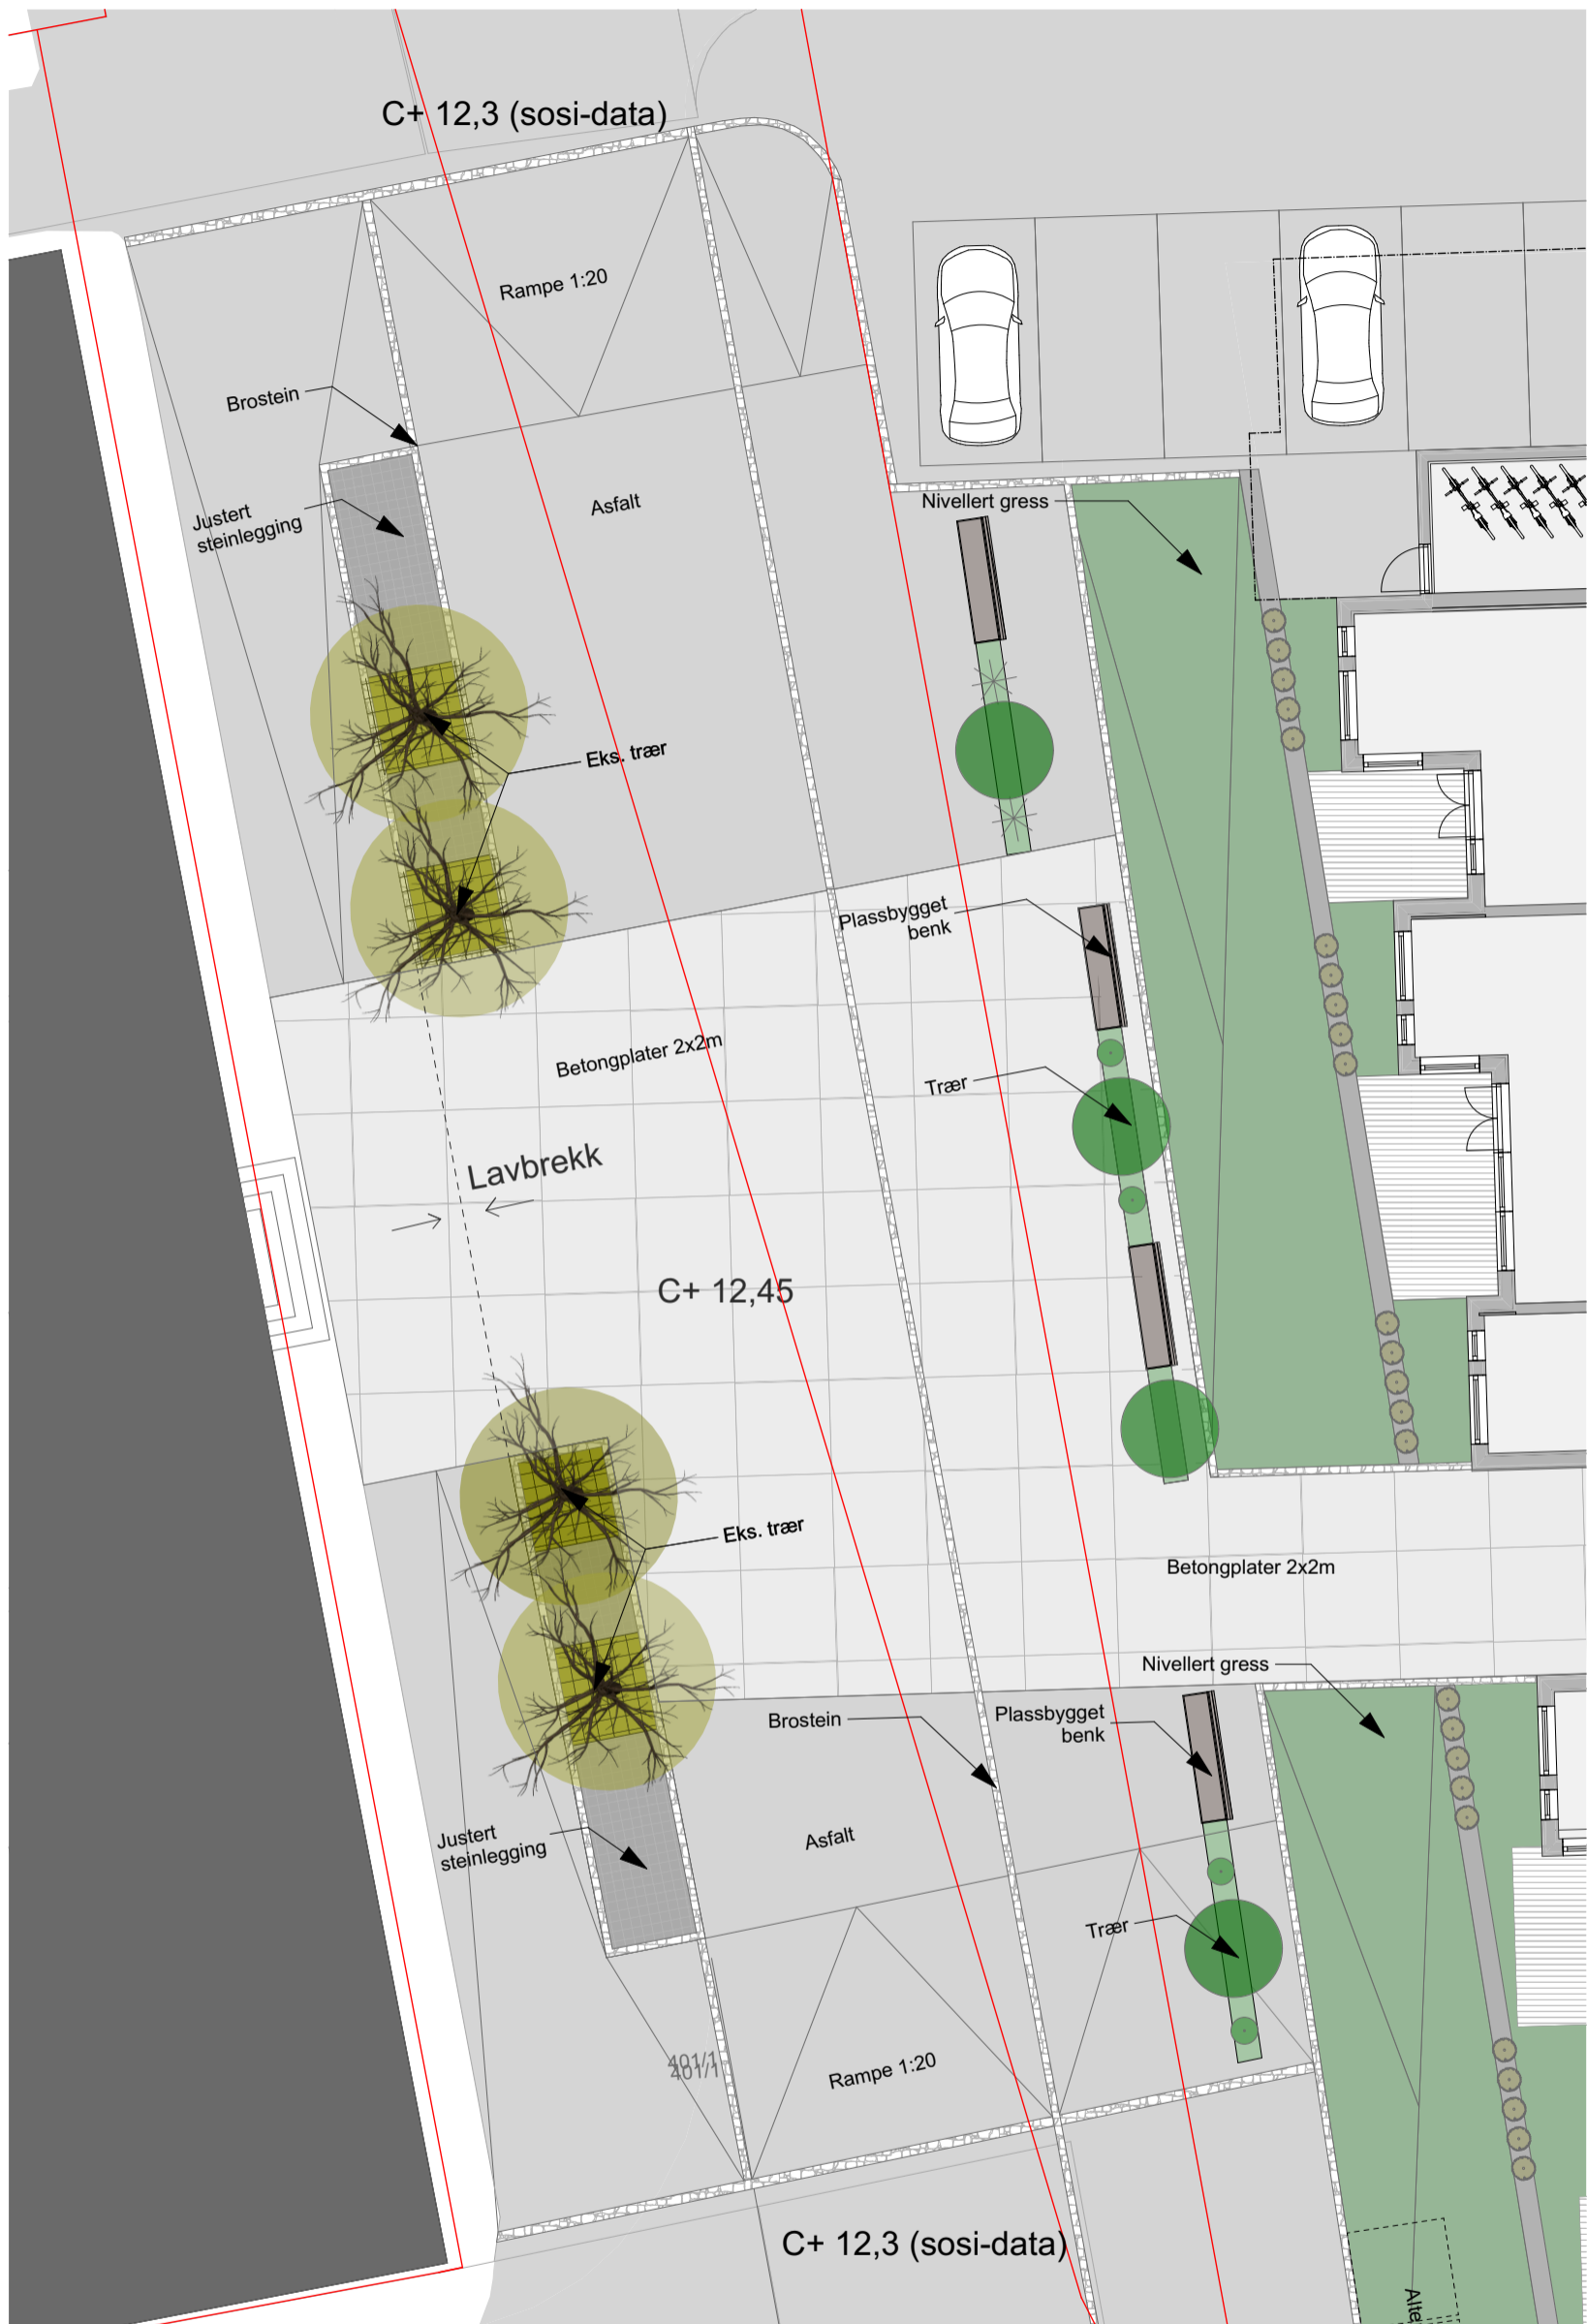 C+ 12,3 (sosi-data)
Rampe 1:20
Brostein
Asfalt
Justert
steinlegging
Nivellert gress
Eks. trær
Plassbygget
benk
Betongplater 2x2m
Trær
Lavbrekk
C+ 12,45
Eks. trær
Betongplater 2x2m
Nivellert gress
Plassbygget
benk
Brostein
Asfalt
Justert
steinlegging
Trær
401/1
401/1
Rampe 1:20
C+ 12,3 (sosi-data)